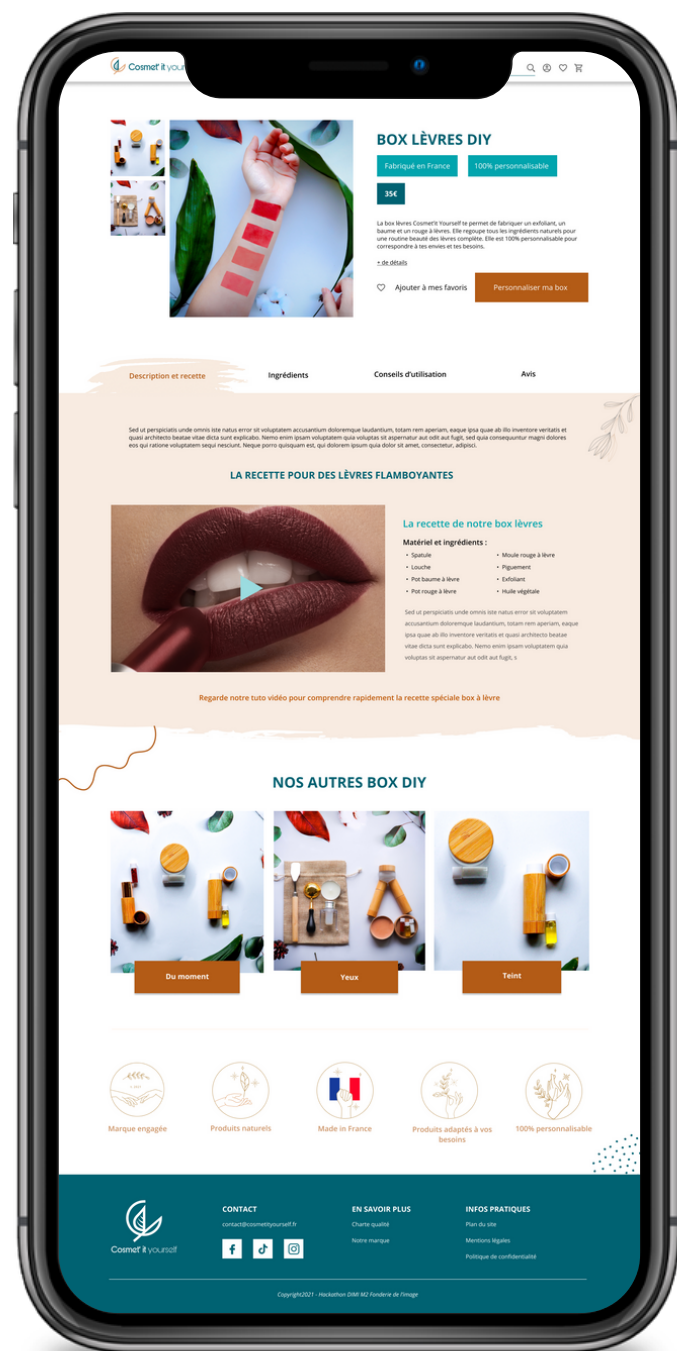 Cosmet' it your
BOX LÈVRES DIY
Fabriqué en France
100% personnalisable
35€
La box lèvres Cosmet'it Yourself te permet de fabriquer un exfoliant, un
baume et un rouge à lèvres. Elle regroupe tous les ingrédients naturels pour
une routine beauté des lèvres complète. Elle est 100% personnalisable pour
correspondre à tes envies et tes besoins.
+ de détails
Ajouter à mes favoris
Personnaliser ma box
Description et recette
Ingrédients
Conseils d'utilisation
Avis
Sed ut perspiciatis unde omnis iste natus error sit voluptatem accusantium doloremque laudantium, totam rem aperiam, eaque ipsa quae ab illo inventore veritatis et
quasi architecto beatae vitae dicta sunt explicabo. Nemo enim ipsam voluptatem quia voluptas sit aspernatur aut odit aut fugit, sed quia consequuntur magni dolores
eos qui ratione voluptatem sequi nesciunt. Neque porro quisquam est, qui dolorem ipsum quia dolor sit amet, consectetur, adipisci.
LA RECETTE POUR DES LÈVRES FLAMBOYANTES
La recette de notre box lèvres
Matériel et ingrédients :
• Spatule
• Louche
• Pot baume à lèvre
• Pot rouge à lèvre
• Moule rouge à lèvre
• Piguement
• Exfoliant
• Huile végétale
Sed ut perspiciatis unde omnis iste natus error sit voluptatem
accusantium doloremque laudantium, totam rem aperiam, eaque
ipsa quae ab illo inventore veritatis et quasi architecto beatae
vitae dicta sunt explicabo. Nemo enim ipsam voluptatem quia
voluptas sit aspernatur aut odit aut fugit, s
Regarde notre tuto vidéo pour comprendre rapidement la recette spéciale box à lèvre
NOS AUTRES BOX DIY
Du moment
Yeux
Teint
Marque engagée
Produits naturels
Made in France
Produits adaptés à vos
besoins
100% personnalisable
Cosmet' it yourself
CONTACT
contact@cosmetityourself.fr
EN SAVOIR PLUS
Charte qualité
Notre marque
INFOS PRATIQUES
Plan du site
Mentions légales
Politique de confidentialité
Copyright2021 - Hackathon DIMI M2 Fonderie de l'image